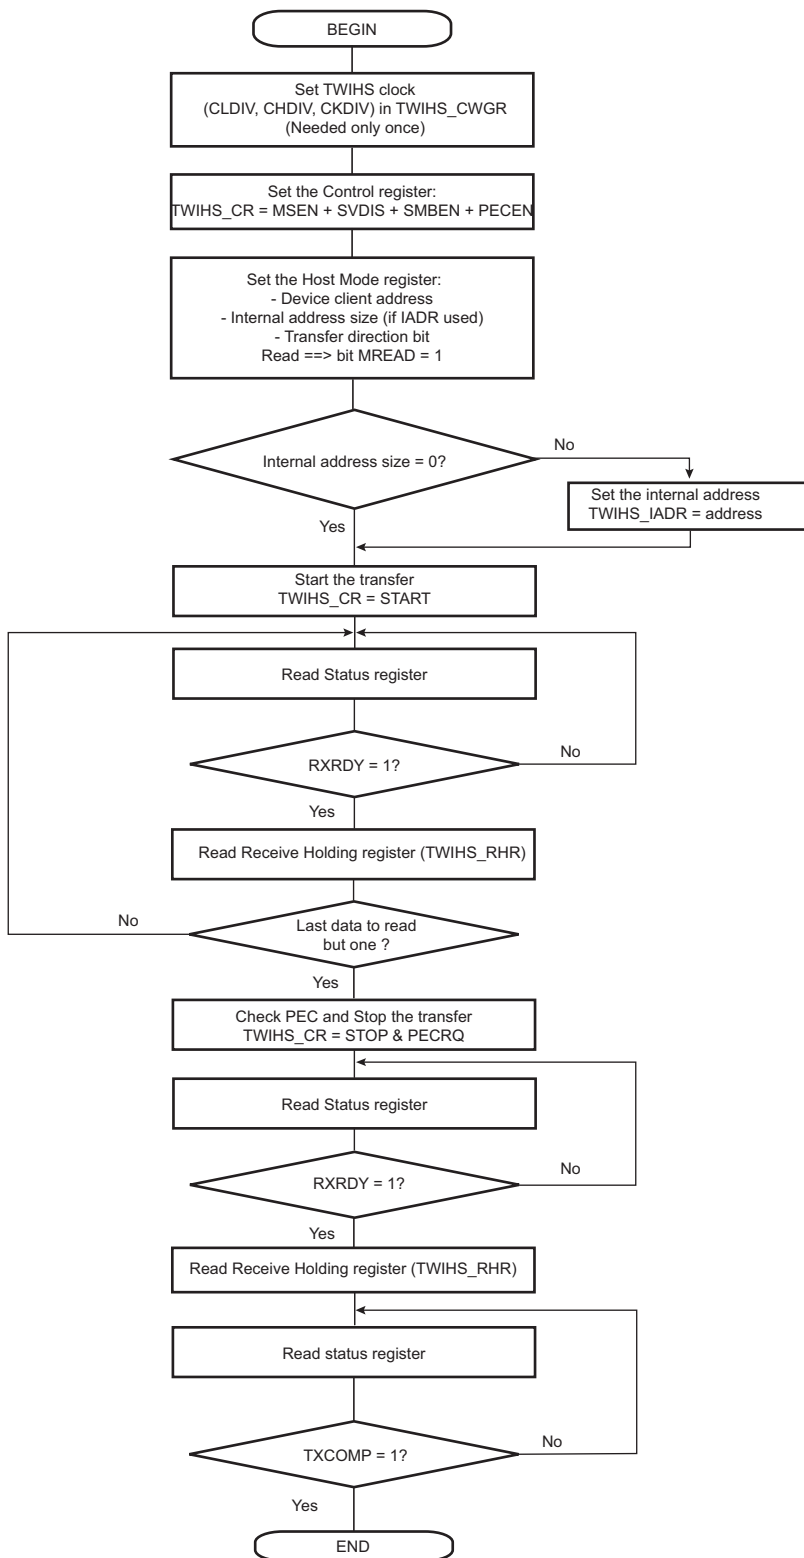 BEGIN
Set TWIHS clock
(CLDIV, CHDIV, CKDIV) in TWIHS_CWGR
(Needed only once)
Set the Control register:
TWIHS_CR = MSEN + SVDIS + SMBEN + PECEN
Set the Host Mode register:
- Device client address
- Internal address size (if IADR used)
- Transfer direction bit
Read ==> bit MREAD = 1
Internal address size = 0?
No
Set the internal address
TWIHS_IADR = address
Yes
Start the transfer
TWIHS_CR = START
Read Status register
RXRDY = 1?
No
Yes
Read Receive Holding register (TWIHS_RHR)
Last data to read
but one ?
No
Yes
Check PEC and Stop the transfer
TWIHS_CR = STOP & PECRQ
Read Status register
RXRDY = 1?
No
Yes
Read Receive Holding register (TWIHS_RHR)
Read status register
TXCOMP = 1?
No
Yes
END